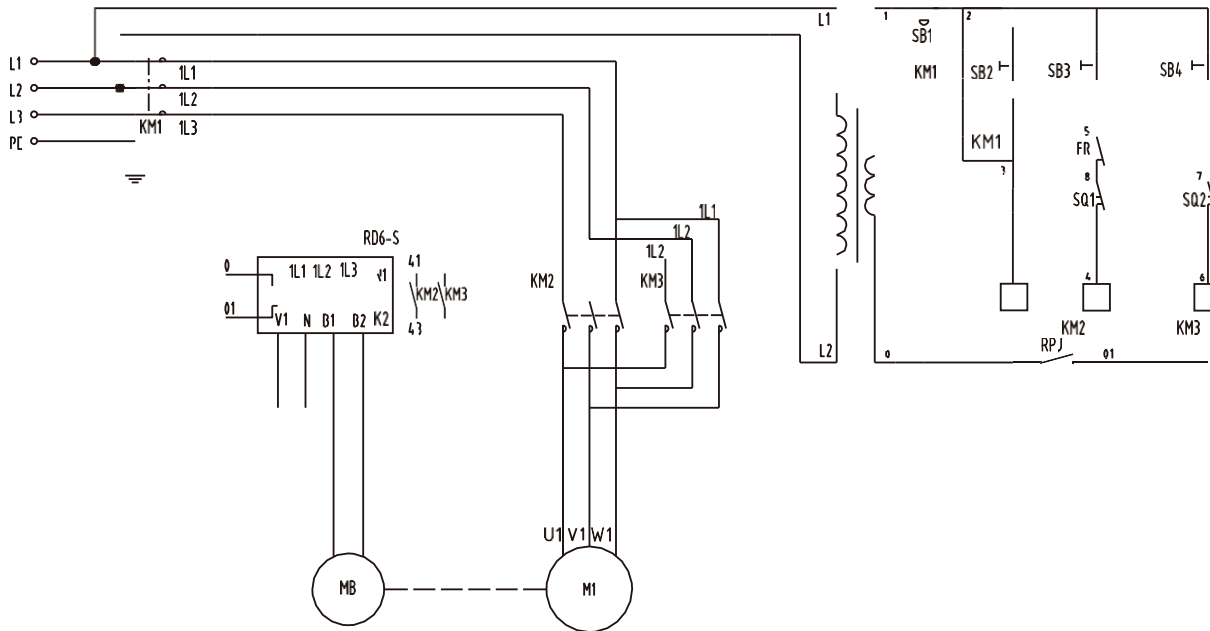 L1 1 2
SB1
L1 1L1 KM1 SB2 SB3 SB4
L2 1L2
L3 KM1 1L3
PE KM1 5
FR
3 8 7
SQ1 SQ2
1L1
1L2
RD6-S 1L2
0 1L1 1L2 1L3 41 KM2 KM3 4 6
KM2 KM3
01 V1 N B1 B2 K2 43 KM2 KM3
RPJ
L2 0 01
U1 V1 W1
MB M1